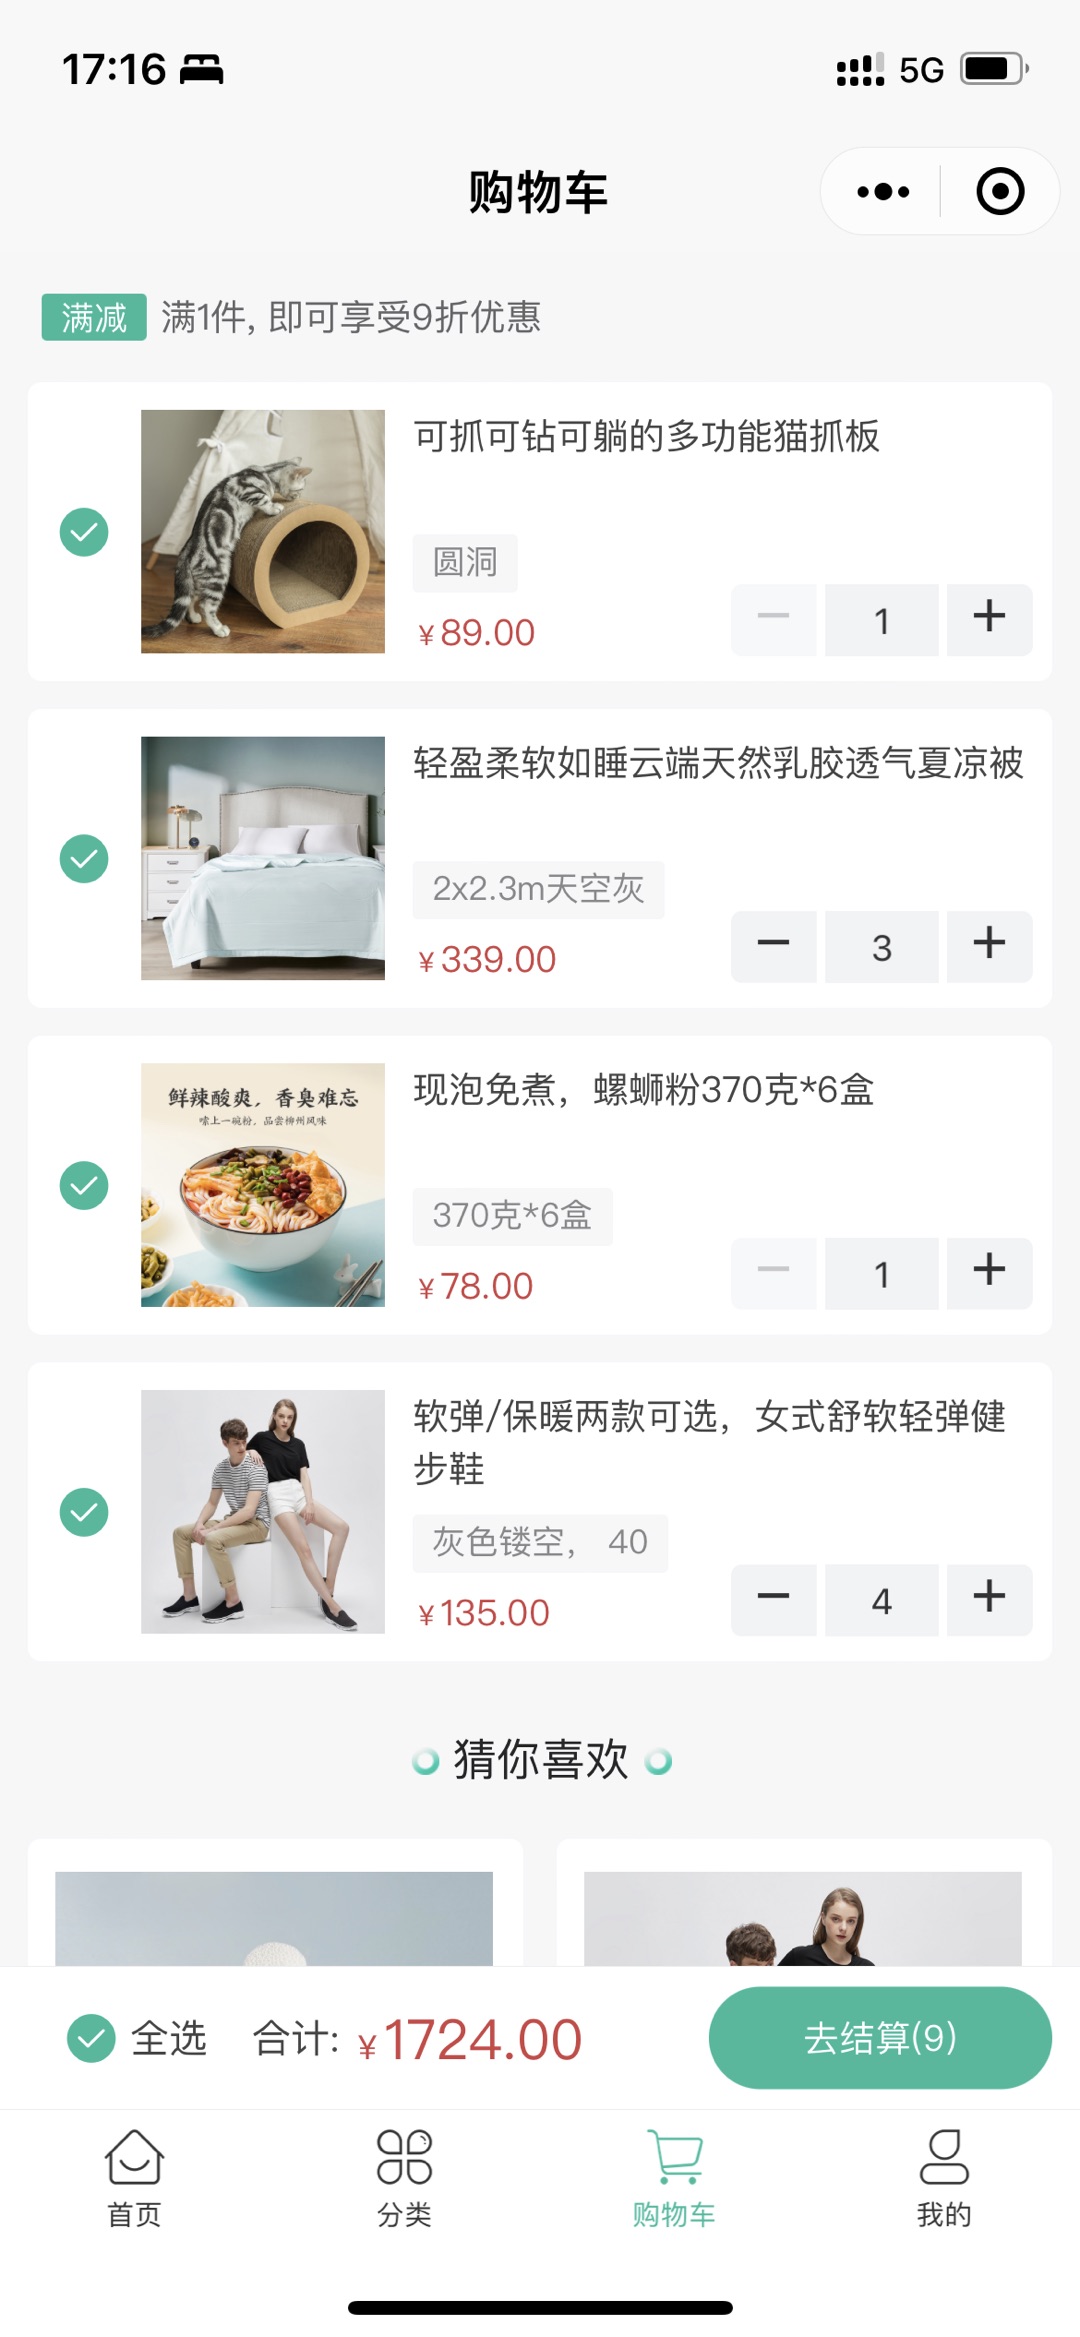 17:16
5G
购物车
满减 满1件, 即可享受9折优惠
可抓可钻可躺的多功能猫抓板
圆洞
¥89.00
1
轻盈柔软如睡云端天然乳胶透气夏凉被
2x2.3m天空灰
¥339.00
3
鲜辣酸爽，香臭难忘
嗦上一碗粉，品尝柳州风味
现泡免煮，螺蛳粉370克*6盒
370克*6盒
¥78.00
1
软弹/保暖两款可选，女式舒软轻弹健
步鞋
灰色镂空， 40
¥135.00
4
猜你喜欢
全选 合计: ¥1724.00 去结算(9)
首页 分类 购物车 我的